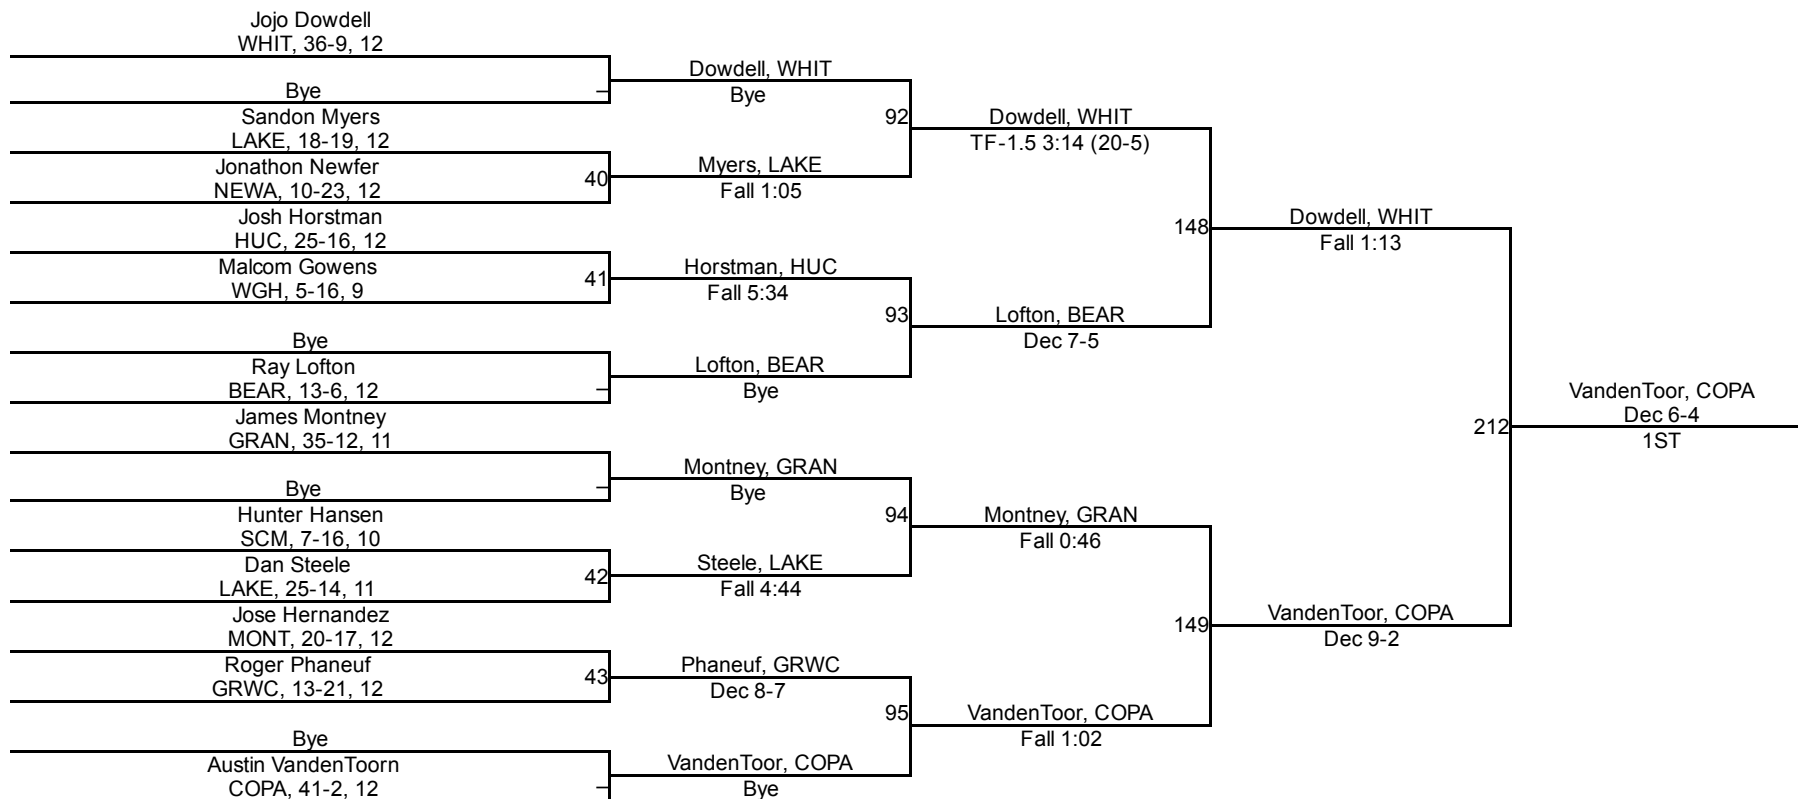 Jojo Dowdell
WHIT, 36-9, 12
Bye
Sandon Myers
LAKE, 18-19, 12
Jonathon Newfer
NEWA, 10-23, 12
40
Josh Horstman
HUC, 25-16, 12
Malcom Gowens
WGH, 5-16, 9
41
Bye
Ray Lofton
BEAR, 13-6, 12
James Montney
GRAN, 35-12, 11
Bye
Hunter Hansen
SCM, 7-16, 10
Dan Steele
LAKE, 25-14, 11
42
Jose Hernandez
MONT, 20-17, 12
Roger Phaneuf
GRWC, 13-21, 12
43
Bye
Austin VandenToorn
COPA, 41-2, 12
Dowdell, WHIT
Bye
92
Myers, LAKE
Fall 1:05
Horstman, HUC
Fall 5:34
93
Lofton, BEAR
Bye
Montney, GRAN
Bye
94
Steele, LAKE
Fall 4:44
Phaneuf, GRWC
Dec 8-7
95
VandenToor, COPA
Bye
Dowdell, WHIT
TF-1.5 3:14 (20-5)
148
Lofton, BEAR
Dec 7-5
Montney, GRAN
Fall 0:46
149
VandenToor, COPA
Fall 1:02
Dowdell, WHIT
Fall 1:13
212
VandenToor, COPA
Dec 9-2
VandenToor, COPA
Dec 6-4
1ST